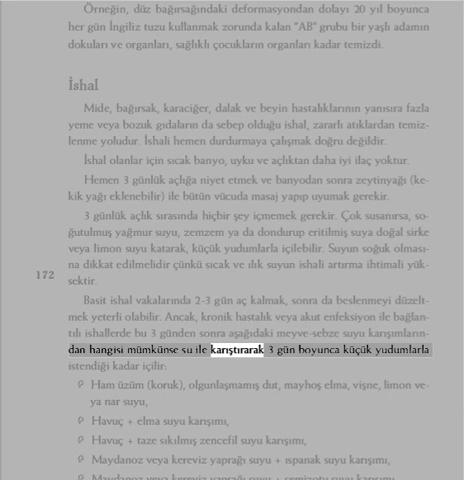 Örneğin, düz bağırsağındaki deformasyondan dolayı 20 yıl boyunca
her gün İngiliz tuzu kullanmak zorunda kalan "AB" grubu bir yaşlı adamın
dokuları ve organları, sağlıklı çocukların organları kadar temizdi.
İshal
Mide, bağırsak, karaciğer, dalak ve beyin hastalıklarının yanısıra fazla
yeme veya bozuk gıdaların da sebep olduğu ishal, zararlı atıklardan temiz-
lenme yoludur. İshali hemen durdurmaya çalışmak doğru değildir.
İshal olanlar için sıcak banyo, uyku ve açlıktan daha iyi ilaç yoktur.
Hemen 3 günlük açlığa niyet etmek ve banyodan sonra zeytinyağı (ke-
kik yağı eklenebilir) ile bütün vücuda masaj yapıp uyumak gerekir.
3 günlük açlık sırasında hiçbir şey içmemek gerekir. Çok susanırsa, so-
ğutulmuş yağmur suyu, zemzem ya da dondurup eritilmiş suya doğal sirke
veya limon suyu katarak, küçük yudumlarla içilebilir. Suyun soğuk olması-
na dikkat edilmelidir çünkü sıcak ve ılık suyun ishali artırma ihtimali yük-
sektir.
172
Basit ishal vakalarında 2-3 gün aç kalmak, sonra da beslenmeyi düzelt-
mek yeterli olabilir. Ancak, kronik hastalık veya akut enfeksiyon ile bağlan-
tılı ishallerde bu 3 günden sonra aşağıdaki meyve-sebze suyu karışımların-
dan hangisi mümkünse su ile karıştırarak 3 gün boyunca küçük yudumlarla
istendiği kadar içilir:
Ham üzüm (koruk), olgunlaşmamış dut, mayhoş elma, vişne, limon ve-
ya nar suyu,
Havuç + elma suyu karışımı,
Havuç + taze sıkılmış zencefil suyu karışımı,
Maydanoz veya kereviz yaprağı suyu + ıspanak suyu karışımı,
Maydanoz veya kereviz yaprağı suyu + semizotu suyu karışımı,